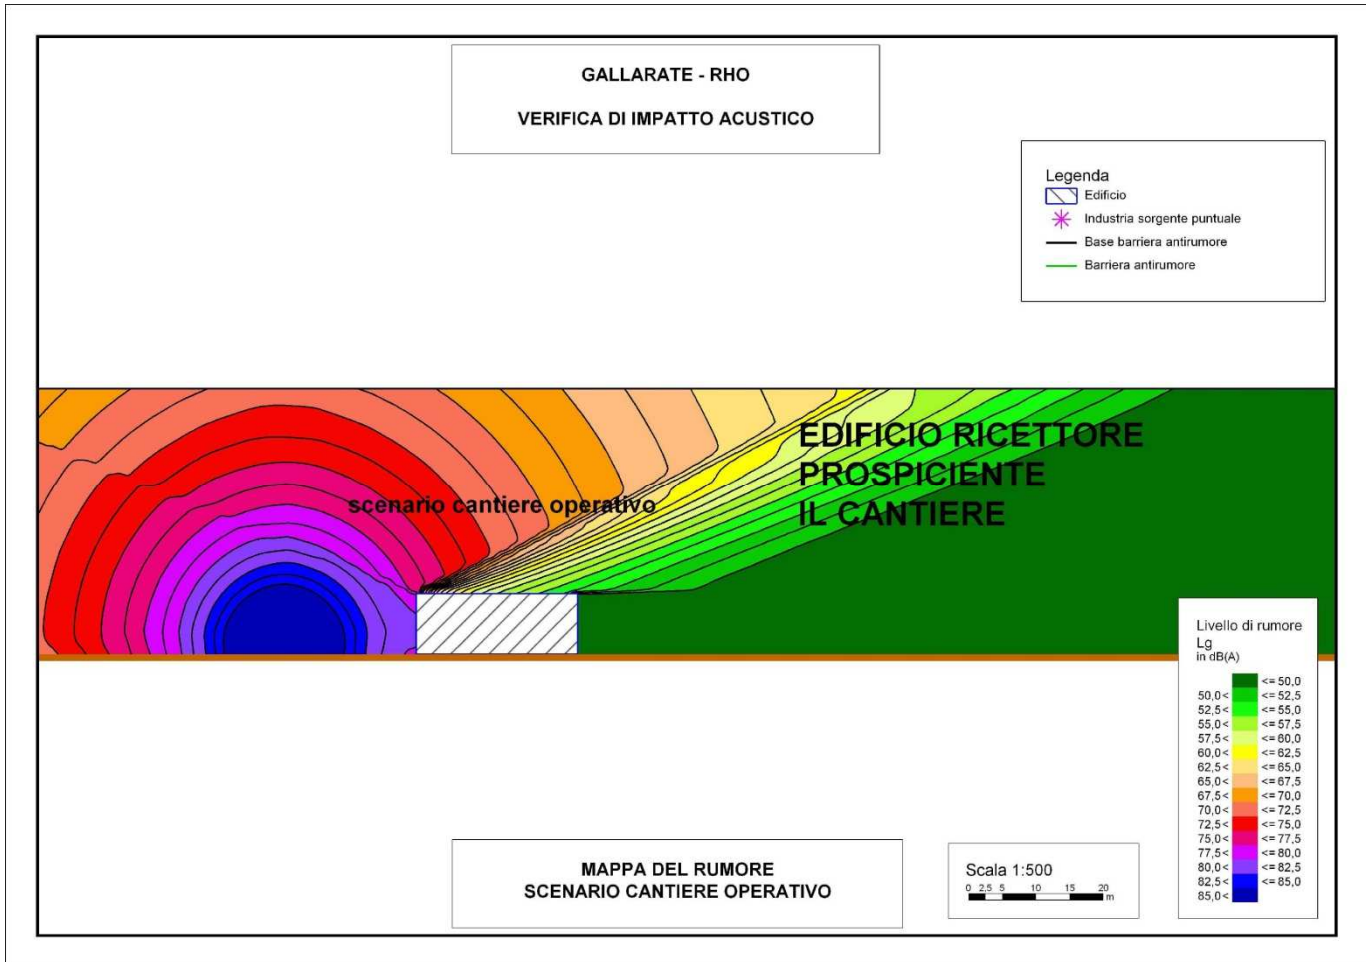 GALLARATE - RHO
VERIFICA DI IMPATTO ACUSTICO
Legenda
Edificio
Industria sorgente puntuale
Base barriera antirumore
Barriera antirumore
EDIFICIO RICETTORE
PROSPICIENTE
IL CANTIERE
scenario cantiere operativo
Livello di rumore
Lg
in dB(A)
<= 50,0
50,0 < <= 52,5
52,5 < <= 55,0
55,0 < <= 57,5
57,5 < <= 60,0
60,0 < <= 62,5
62,5 < <= 65,0
65,0 < <= 67,5
67,5 < <= 70,0
70,0 < <= 72,5
72,5 < <= 75,0
75,0 < <= 77,5
77,5 < <= 80,0
80,0 < <= 82,5
82,5 < <= 85,0
85,0 <
MAPPA DEL RUMORE
SCENARIO CANTIERE OPERATIVO
Scala 1:500
0 2,5 5 10 15 20
m